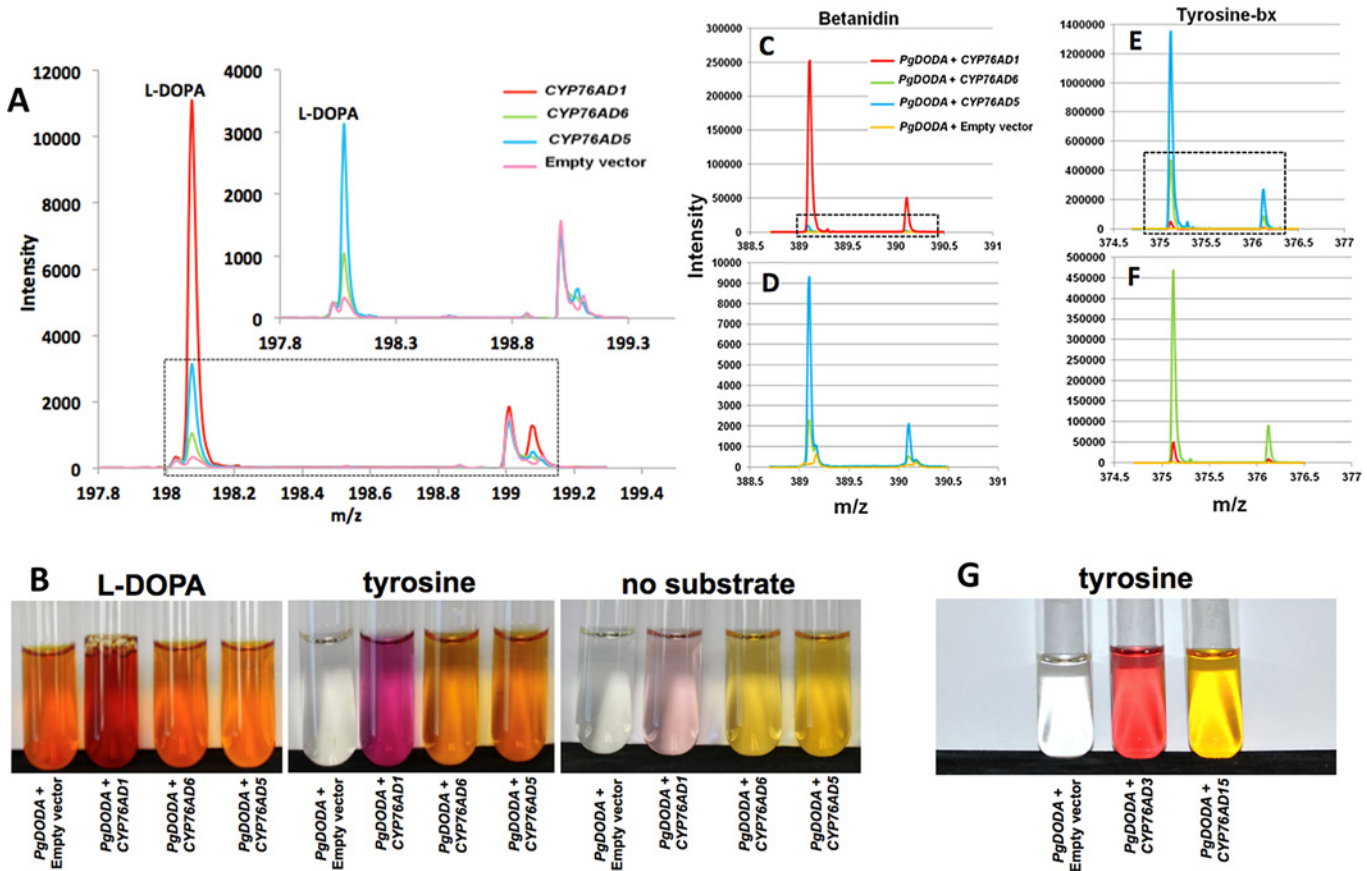 A
Intensity
12000
10000
8000
6000
4000
2000
0
L-DOPA
4000
3000
2000
1000
0
L-DOPA
197.8 198.3 198.8 199.3
CYP76AD1
CYP76AD6
CYP76AD5
Empty vector
197.8 198 198.2 198.4 198.6 198.8 199 199.2 199.4
m/z
Betanidin
C
Intensity
300000
250000
200000
150000
100000
50000
0
388.5 389 389.5 390 390.5 391
PgDODA + CYP76AD1
PgDODA + CYP76AD6
PgDODA + CYP76AD5
PgDODA + Empty vector
D
10000
9000
8000
7000
6000
5000
4000
3000
2000
1000
0
388.5 389 389.5 390 390.5 391
m/z
Tyrosine-bx
E
1400000
1200000
1000000
800000
600000
400000
200000
0
374.5 375 375.5 376 376.5 377
F
500000
450000
400000
350000
300000
250000
200000
150000
100000
50000
0
374.5 375 375.5 376 376.5 377
m/z
B
L-DOPA
PgDODA +
Empty vector
PgDODA +
CYP76AD1
PgDODA +
CYP76AD6
PgDODA +
CYP76AD5
tyrosine
PgDODA +
Empty vector
PgDODA +
CYP76AD1
PgDODA +
CYP76AD6
PgDODA +
CYP76AD5
no substrate
PgDODA +
Empty vector
PgDODA +
CYP76AD1
PgDODA +
CYP76AD6
PgDODA +
CYP76AD5
G
tyrosine
PgDODA +
Empty vector
PgDODA +
CYP76AD3
PgDODA +
CYP76AD15